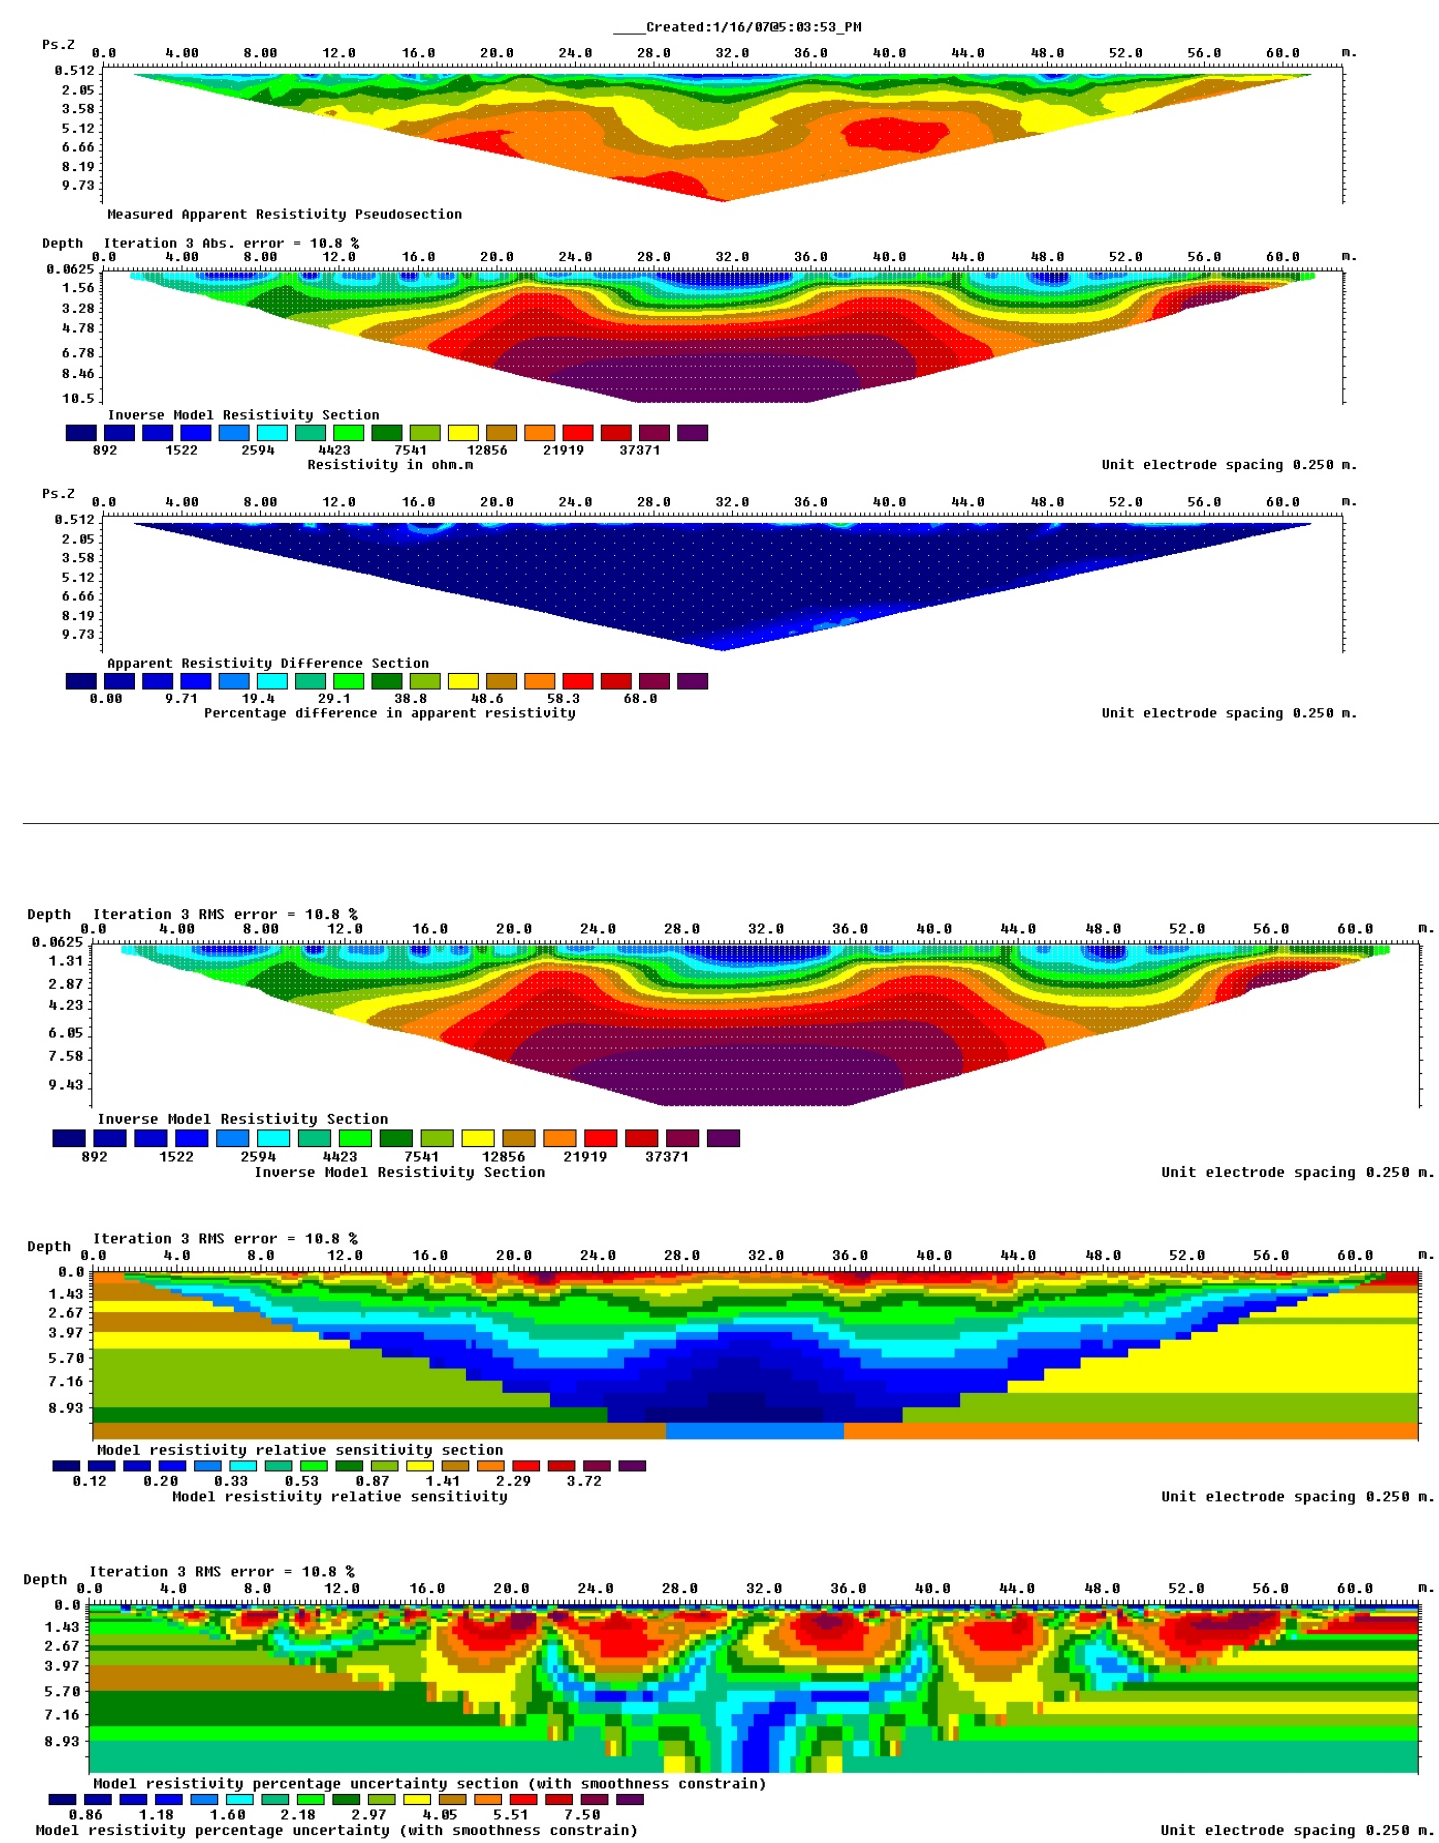 ____Created:1/16/07@5:03:53_PM
Ps.Z 0.0 4.00 8.00 12.0 16.0 20.0 24.0 28.0 32.0 36.0 40.0 44.0 48.0 52.0 56.0 60.0 m.
0.512
2.05
3.58
5.12
6.66
8.19
9.73
Measured Apparent Resistivity Pseudosection
Depth Iteration 3 Abs. error = 10.8 %
0.0 4.00 8.00 12.0 16.0 20.0 24.0 28.0 32.0 36.0 40.0 44.0 48.0 52.0 56.0 60.0 m.
0.0625
1.56
3.28
4.78
6.78
8.46
10.5
Inverse Model Resistivity Section
892 1522 2594 4423 7541 12856 21919 37371
Resistivity in ohm.m Unit electrode spacing 0.250 m.
Ps.Z 0.0 4.00 8.00 12.0 16.0 20.0 24.0 28.0 32.0 36.0 40.0 44.0 48.0 52.0 56.0 60.0 m.
0.512
2.05
3.58
5.12
6.66
8.19
9.73
Apparent Resistivity Difference Section
0.00 9.71 19.4 29.1 38.8 48.6 58.3 68.0
Percentage difference in apparent resistivity Unit electrode spacing 0.250 m.
Depth Iteration 3 RMS error = 10.8 %
0.0 4.00 8.00 12.0 16.0 20.0 24.0 28.0 32.0 36.0 40.0 44.0 48.0 52.0 56.0 60.0 m.
0.0625
1.31
2.87
4.23
6.05
7.58
9.43
Inverse Model Resistivity Section
892 1522 2594 4423 7541 12856 21919 37371
Inverse Model Resistivity Section Unit electrode spacing 0.250 m.
Iteration 3 RMS error = 10.8 %
Depth 0.0 4.0 8.0 12.0 16.0 20.0 24.0 28.0 32.0 36.0 40.0 44.0 48.0 52.0 56.0 60.0 m.
0.0
1.43
2.67
3.97
5.70
7.16
8.93
Model resistivity relative sensitivity section
0.12 0.20 0.33 0.53 0.87 1.41 2.29 3.72
Model resistivity relative sensitivity Unit electrode spacing 0.250 m.
Iteration 3 RMS error = 10.8 %
Depth 0.0 4.0 8.0 12.0 16.0 20.0 24.0 28.0 32.0 36.0 40.0 44.0 48.0 52.0 56.0 60.0 m.
0.0
1.43
2.67
3.97
5.70
7.16
8.93
Model resistivity percentage uncertainty section (with smoothness constrain)
0.86 1.18 1.60 2.18 2.97 4.05 5.51 7.50
Model resistivity percentage uncertainty (with smoothness constrain) Unit electrode spacing 0.250 m.